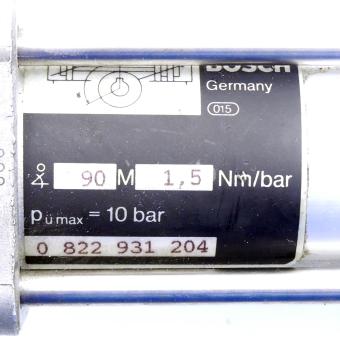 BOSCH
Germany
015
∡° 90 M 1,5 Nm/bar
pü max = 10 bar
0 822 931 204